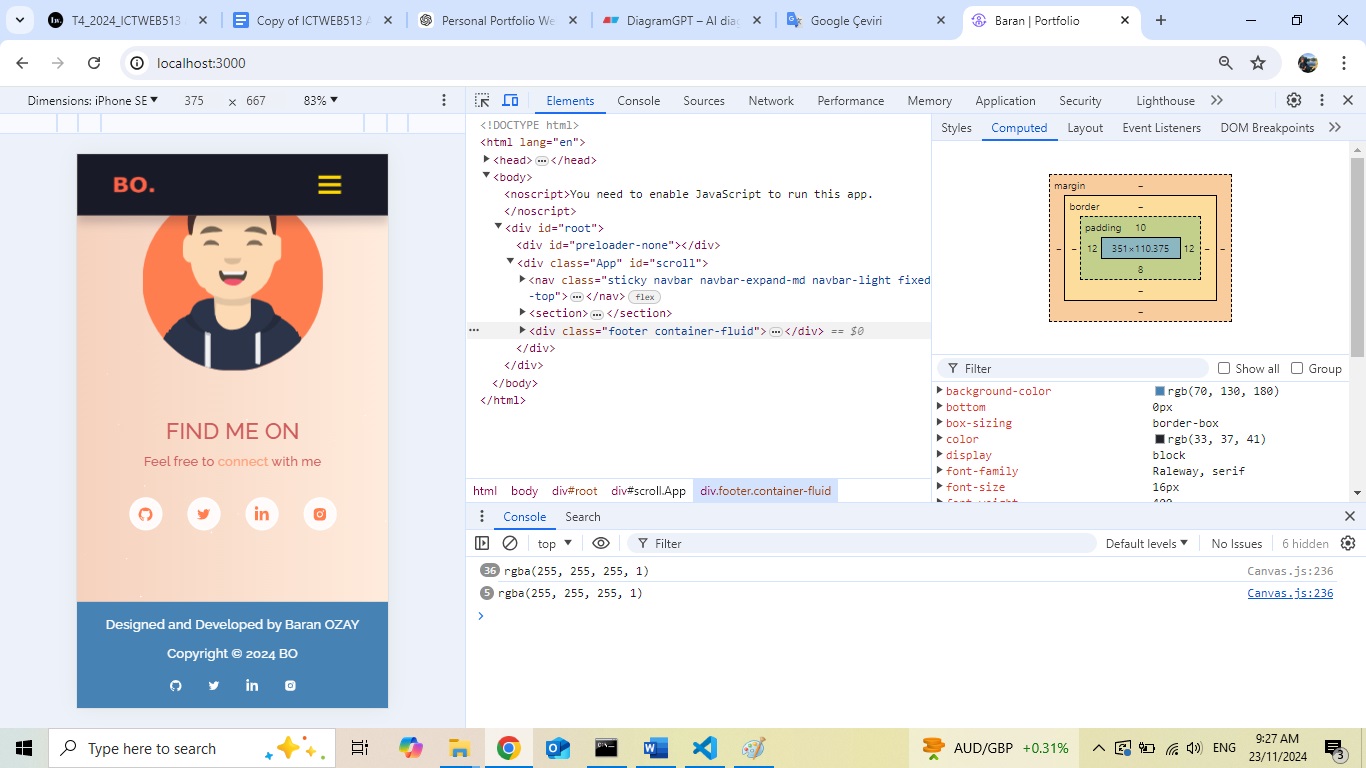 T4_2024_ICTWEB513
Copy of ICTWEB513 A
Personal Portfolio We
DiagramGPT – AI dia
Google Çeviri
Baran | Portfolio
localhost:3000
Dimensions: iPhone SE
375 × 667
83%
Elements Console Sources Network Performance Memory Application Security Lighthouse
BO.
FIND ME ON
Feel free to connect with me
Designed and Developed by Baran OZAY
Copyright © 2024 BO
<!DOCTYPE html>
<html lang="en">
<head> ··· </head>
<body>
<noscript>You need to enable JavaScript to run this app.
</noscript>
<div id="root">
<div id="preloader-none"></div>
<div class="App" id="scroll">
<nav class="sticky navbar navbar-expand-md navbar-light fixed
-top"> ··· </nav> flex
<section> ··· </section>
··· <div class="footer container-fluid"> ··· </div> == $0
</div>
</div>
</body>
</html>
html body div#root div#scroll.App div.footer.container-fluid
Styles Computed Layout Event Listeners DOM Breakpoints
margin –
border –
padding 10
– – 12 351×110.375 12 – –
8
–
–
Filter Show all Group
background-color rgb(70, 130, 180)
bottom 0px
box-sizing border-box
color rgb(33, 37, 41)
display block
font-family Raleway, serif
font-size 16px
Console Search
top Filter Default levels No Issues 6 hidden
36 rgba(255, 255, 255, 1) Canvas.js:236
5 rgba(255, 255, 255, 1) Canvas.js:236
Type here to search
AUD/GBP +0.31%
ENG
9:27 AM
23/11/2024
3